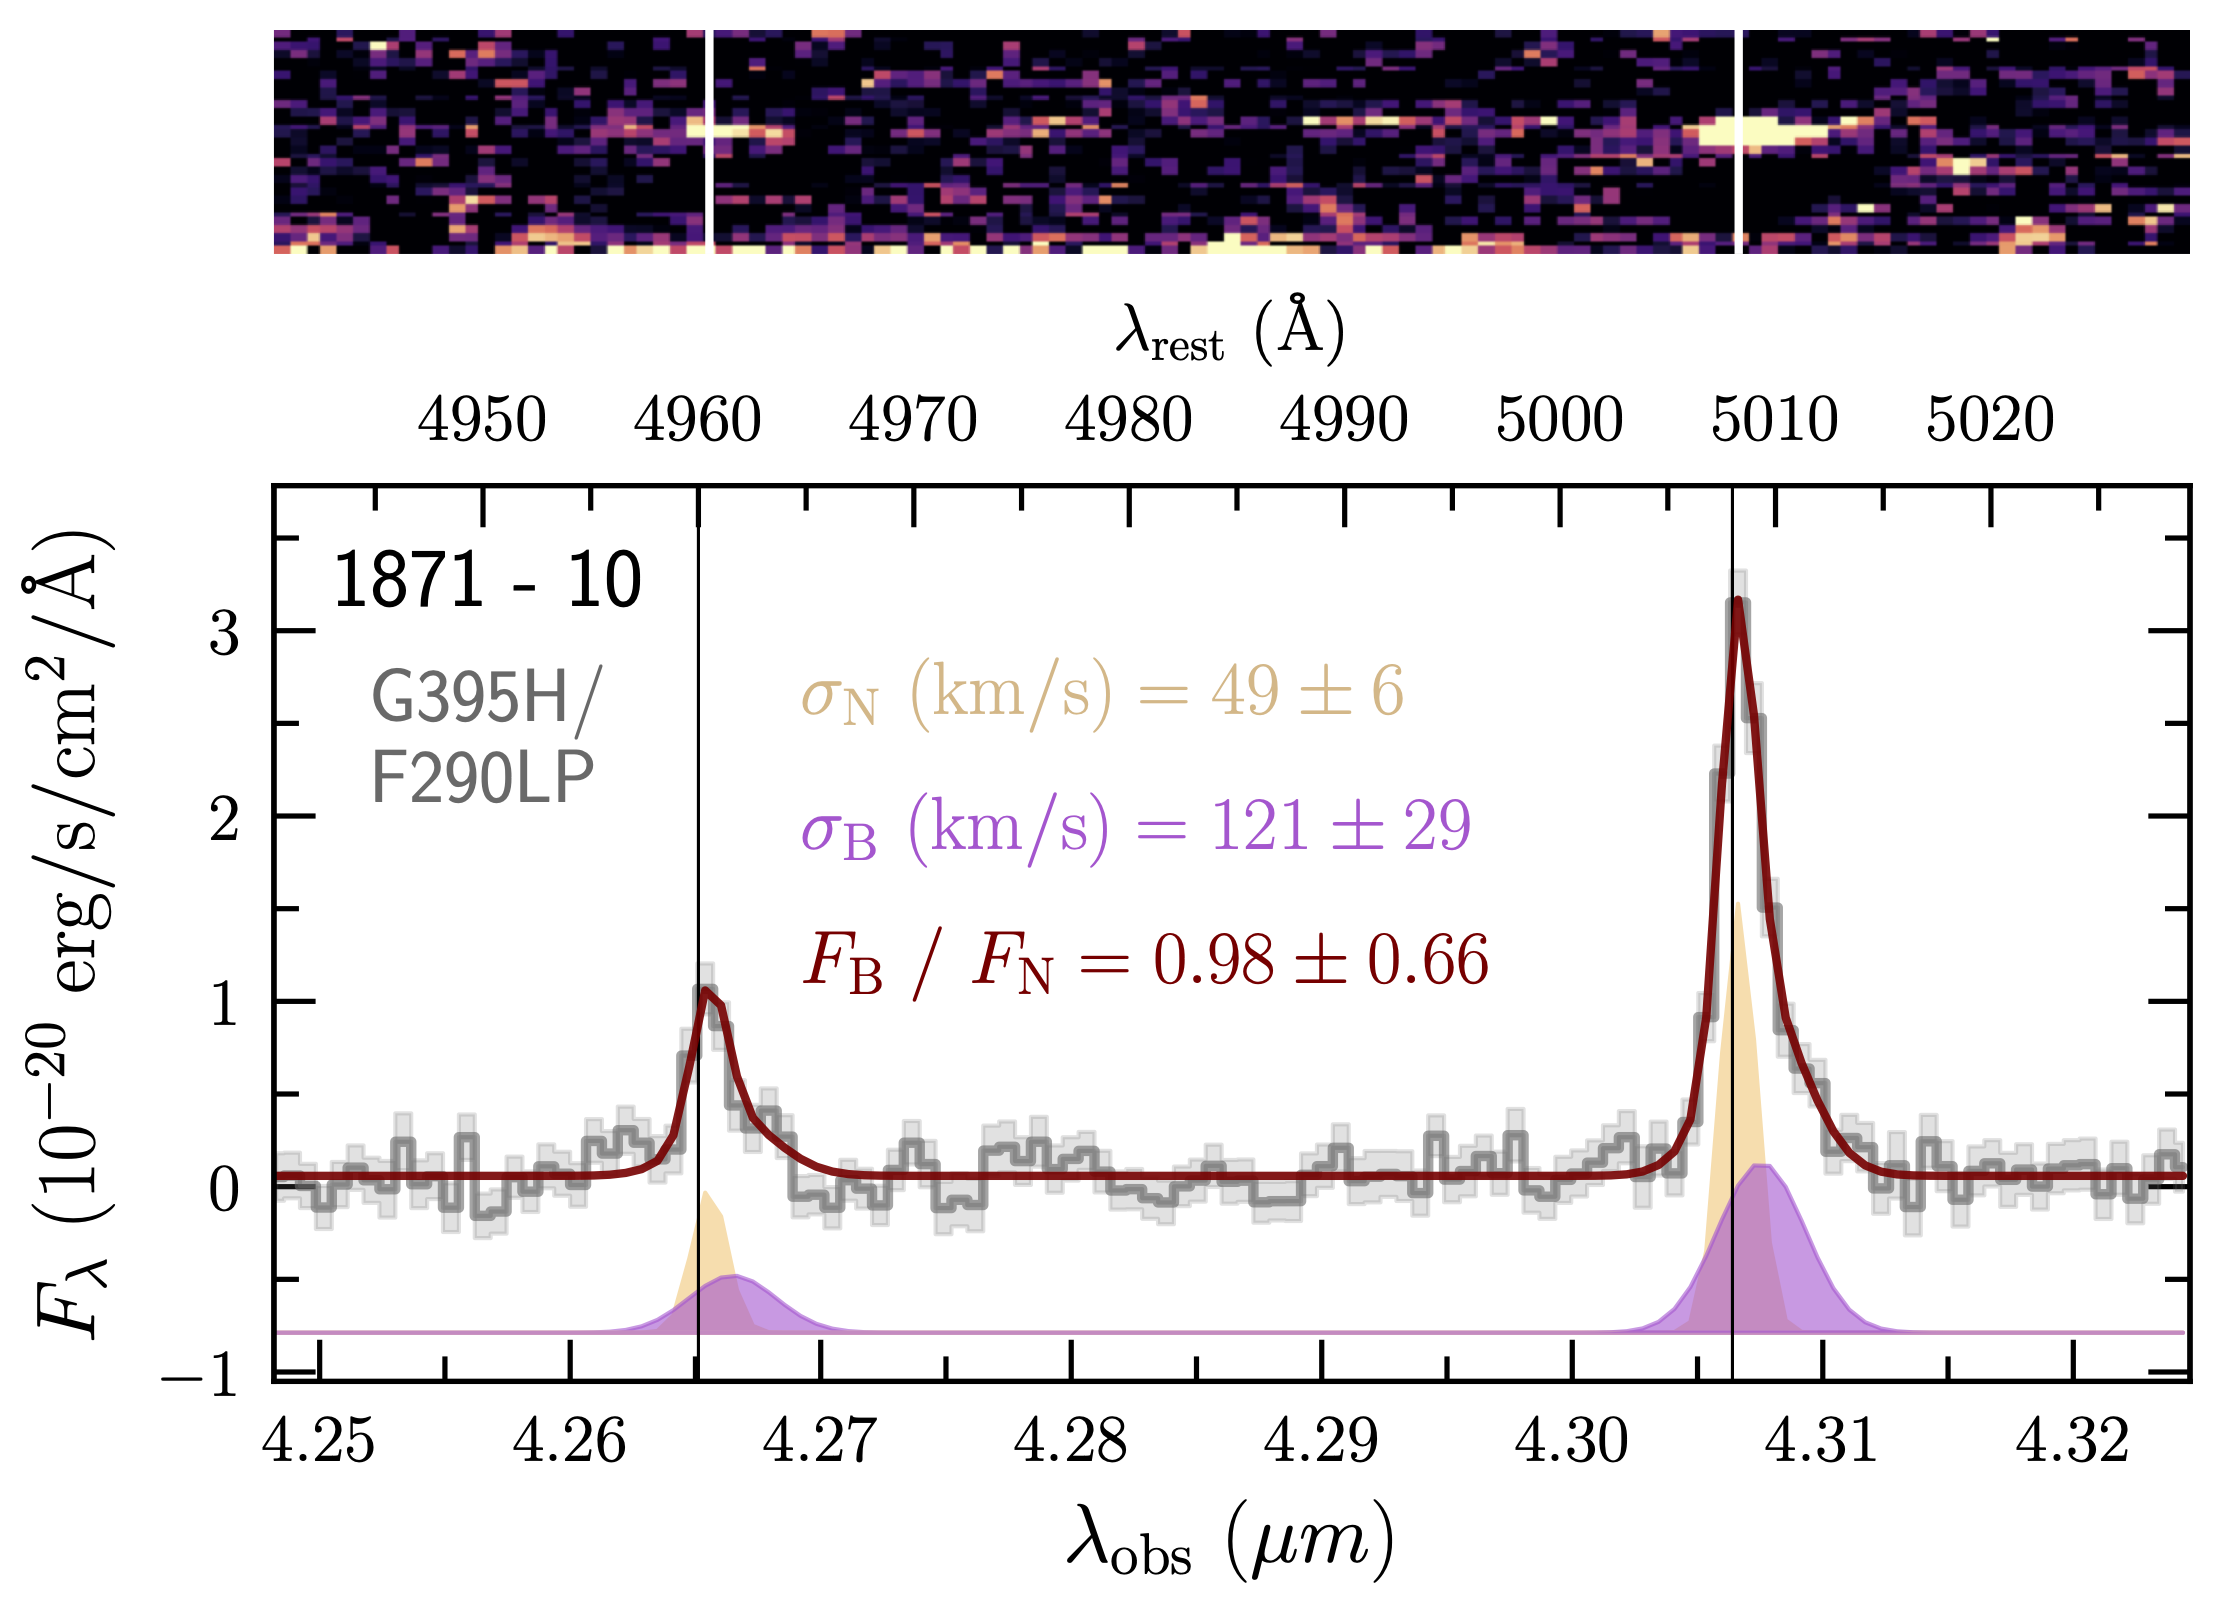 λrest (Å)
4950 4960 4970 4980 4990 5000 5010 5020
1871 - 10
G395H/
F290LP
σN (km/s) = 49 ± 6
σB (km/s) = 121 ± 29
FB / FN = 0.98 ± 0.66
Fλ (10−20 erg/s/cm2/Å)
3
2
1
0
−1
4.25 4.26 4.27 4.28 4.29 4.30 4.31 4.32
λobs (μm)